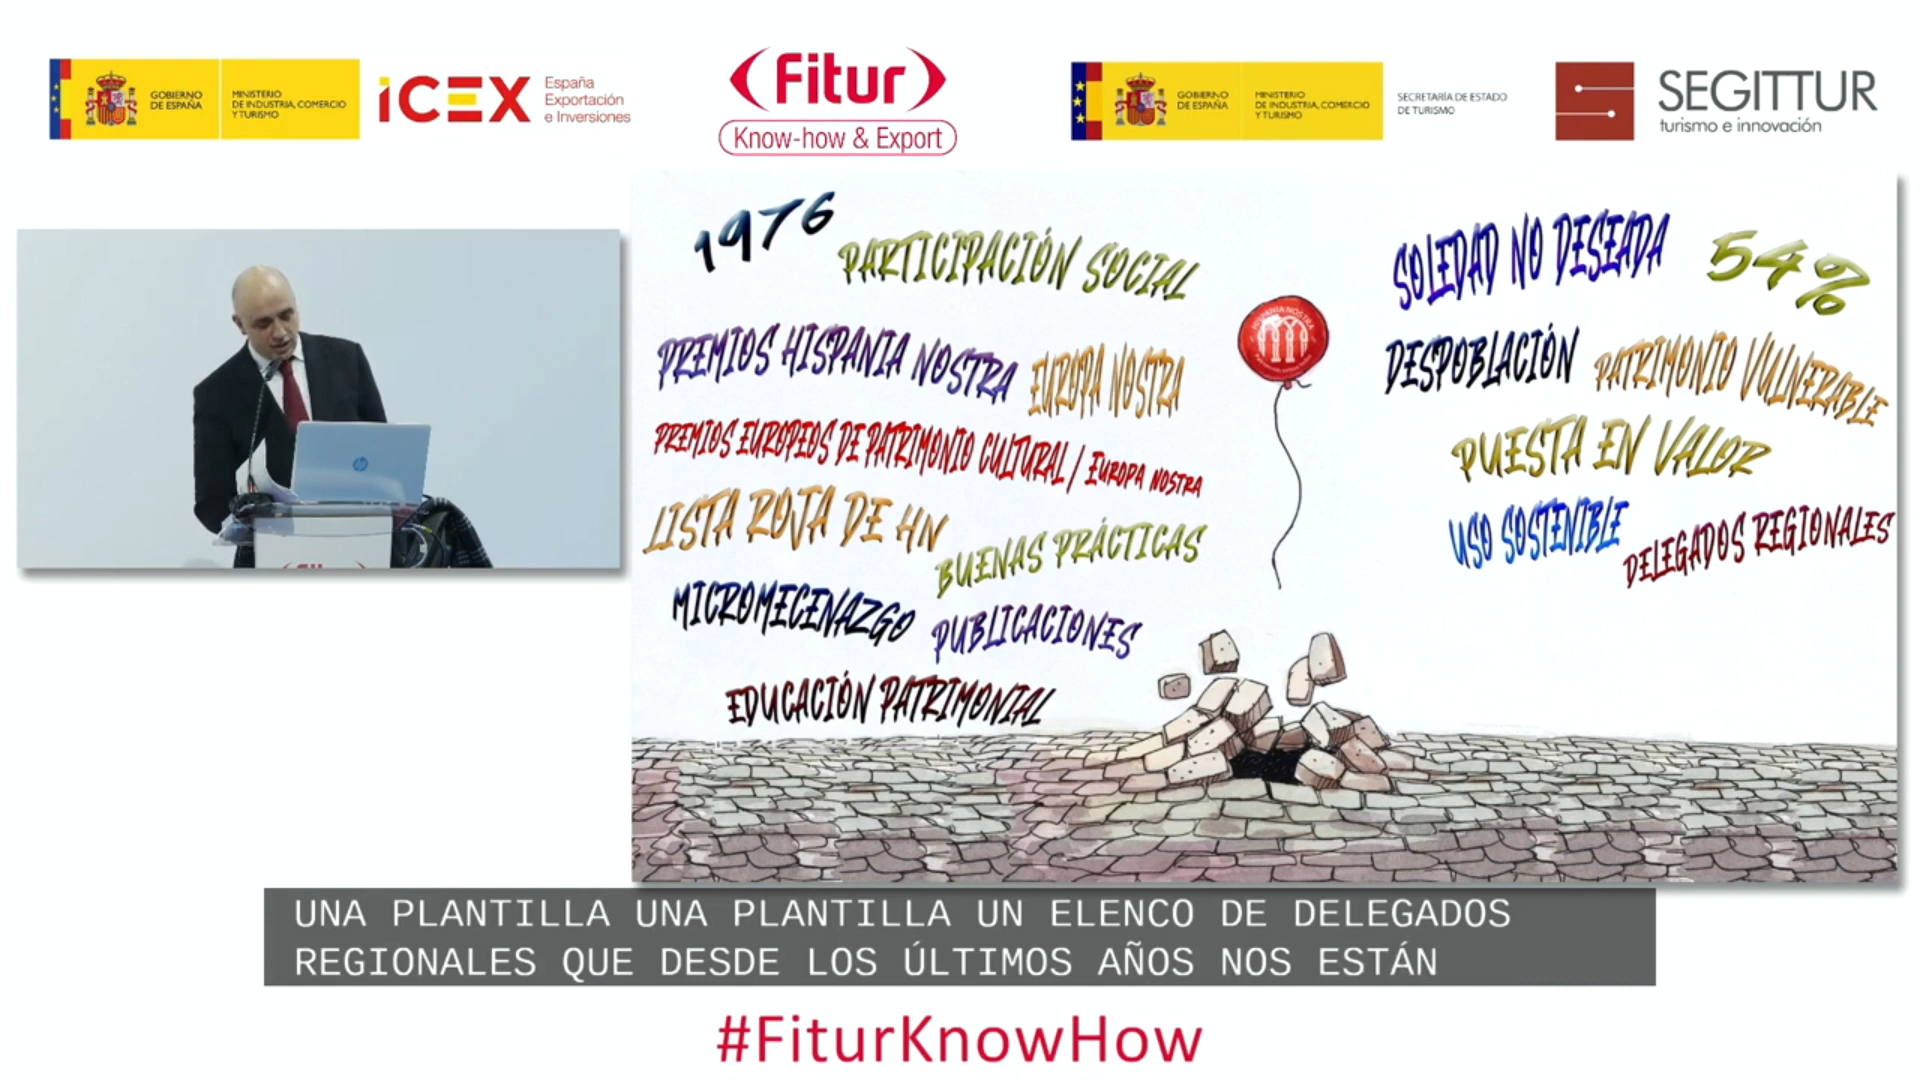 GOBIERNO
DE ESPAÑA
MINISTERIO
DE INDUSTRIA, COMERCIO
Y TURISMO
iCEX
España
Exportación
e Inversiones
Fitur
Know-how & Export
GOBIERNO
DE ESPAÑA
MINISTERIO
DE INDUSTRIA, COMERCIO
Y TURISMO
SECRETARÍA DE ESTADO
DE TURISMO
SEGITTUR
turismo e innovación
hp
1976
PARTICIPACIÓN SOCIAL
PREMIOS HISPANIA NOSTRA
EUROPA NOSTRA
PREMIOS EUROPEOS DE PATRIMONIO CULTURAL / EUROPA NOSTRA
LISTA ROJA DE HN
BUENAS PRÁCTICAS
MICROMECENAZGO
PUBLICACIONES
EDUCACIÓN PATRIMONIAL
HISPANIA NOSTRA
SOLEDAD NO DESEADA
54%
DESPOBLACIÓN
PATRIMONIO VULNERABLE
PUESTA EN VALOR
USO SOSTENIBLE
DELEGADOS REGIONALES
UNA PLANTILLA UNA PLANTILLA UN ELENCO DE DELEGADOS
REGIONALES QUE DESDE LOS ÚLTIMOS AÑOS NOS ESTÁN
#FiturKnowHow